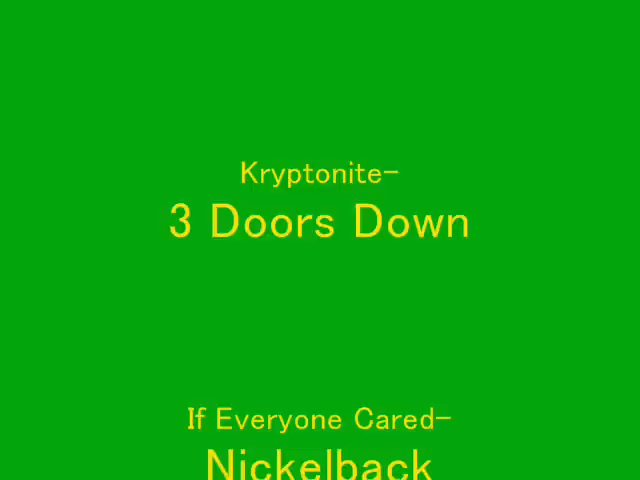 Kryptonite-
3 Doors Down
If Everyone Cared-
Nickelback